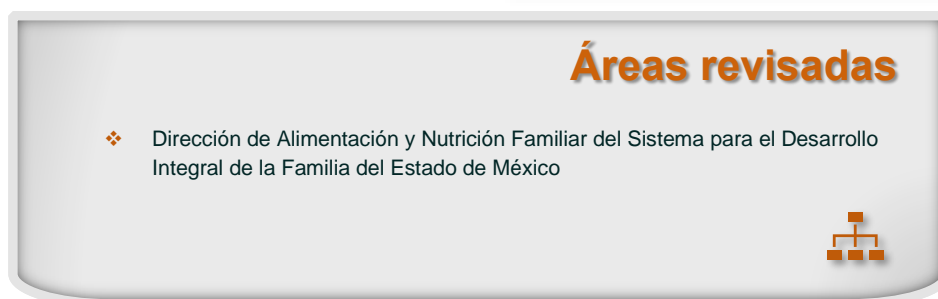 Áreas revisadas
❖ Dirección de Alimentación y Nutrición Familiar del Sistema para el Desarrollo
Integral de la Familia del Estado de México